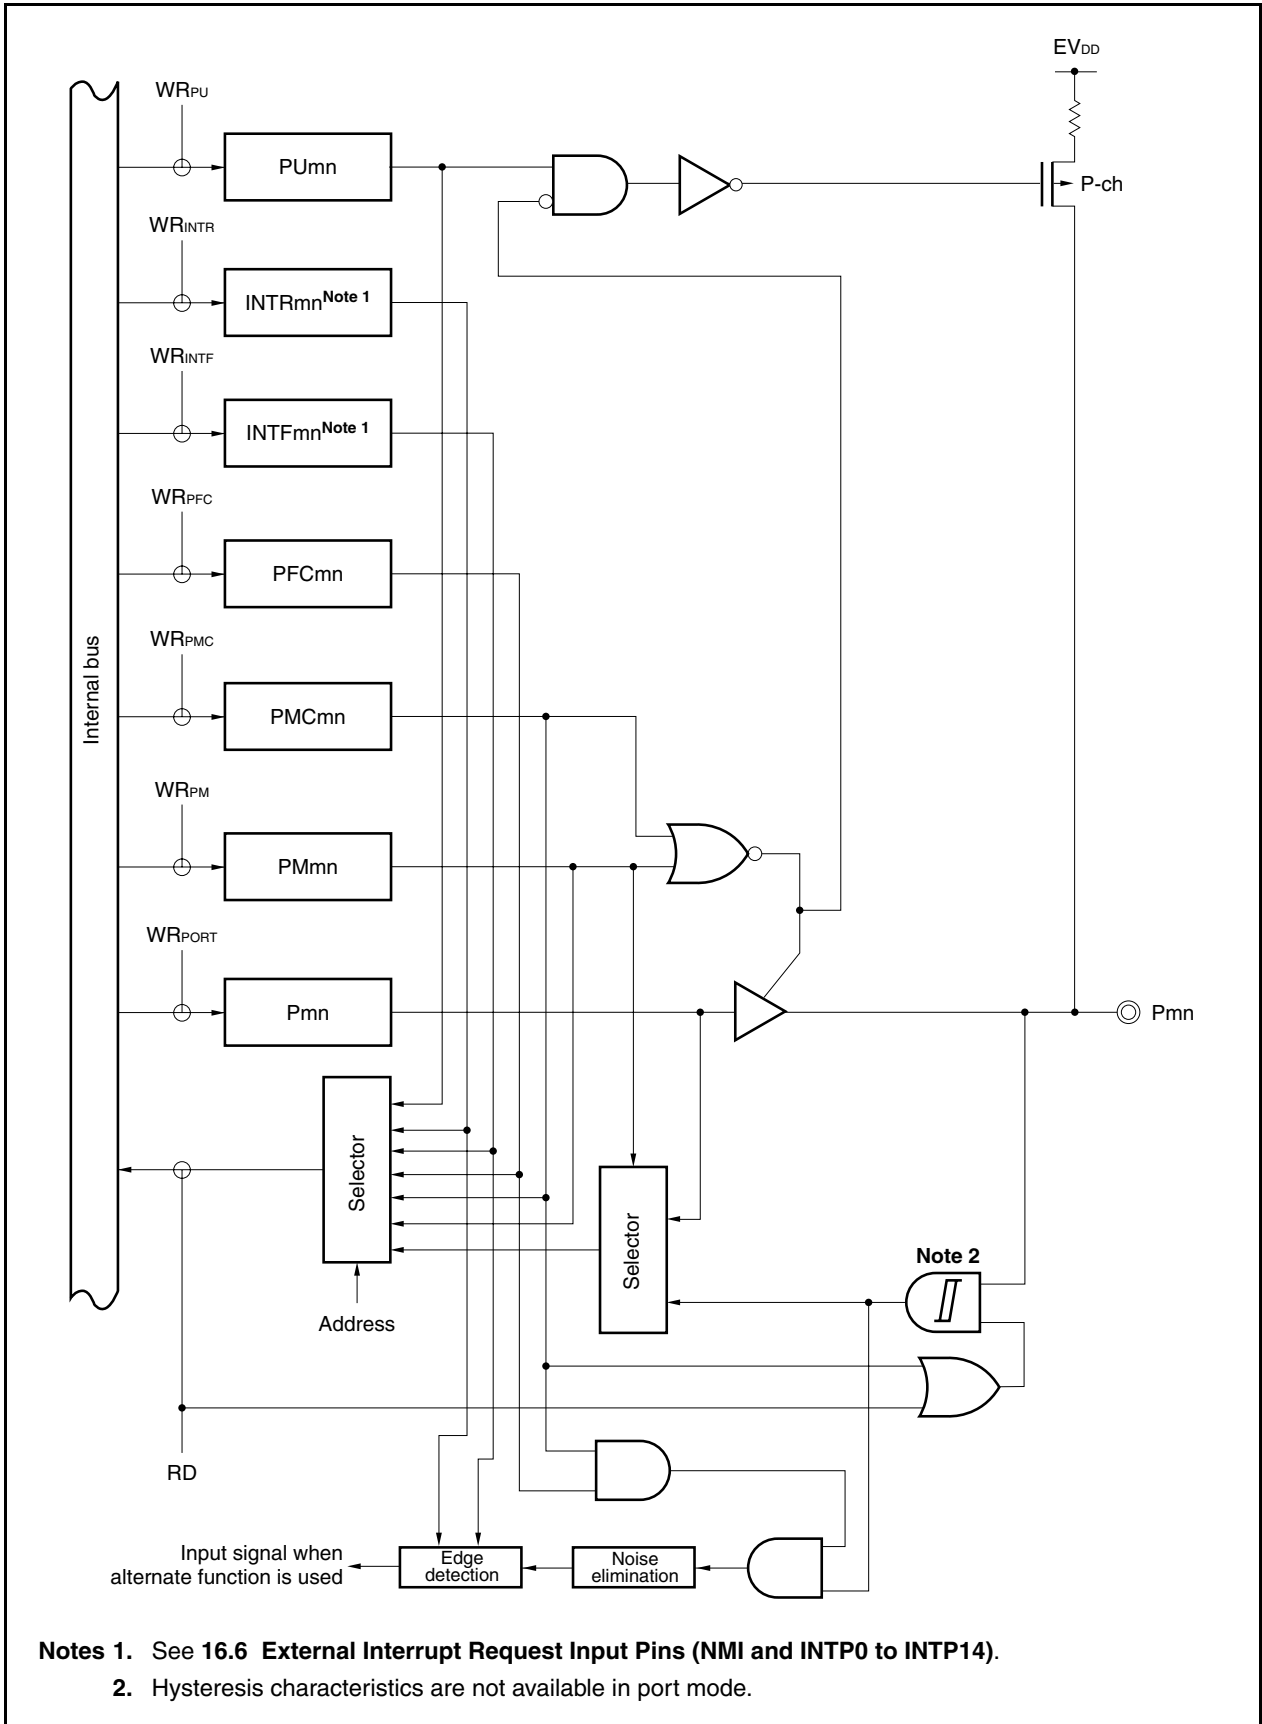 EVDD
WRPU
PUmn
P-ch
WRINTR
INTRmnNote 1
WRINTF
INTFmnNote 1
WRPFC
PFCmn
Internal bus
WRPMC
PMCmn
WRPM
PMmn
WRPORT
Pmn
Pmn
Selector
Selector
Note 2
Address
RD
Input signal when
alternate function is used
Edge
detection
Noise
elimination
Notes 1. See 16.6 External Interrupt Request Input Pins (NMI and INTP0 to INTP14).
2. Hysteresis characteristics are not available in port mode.